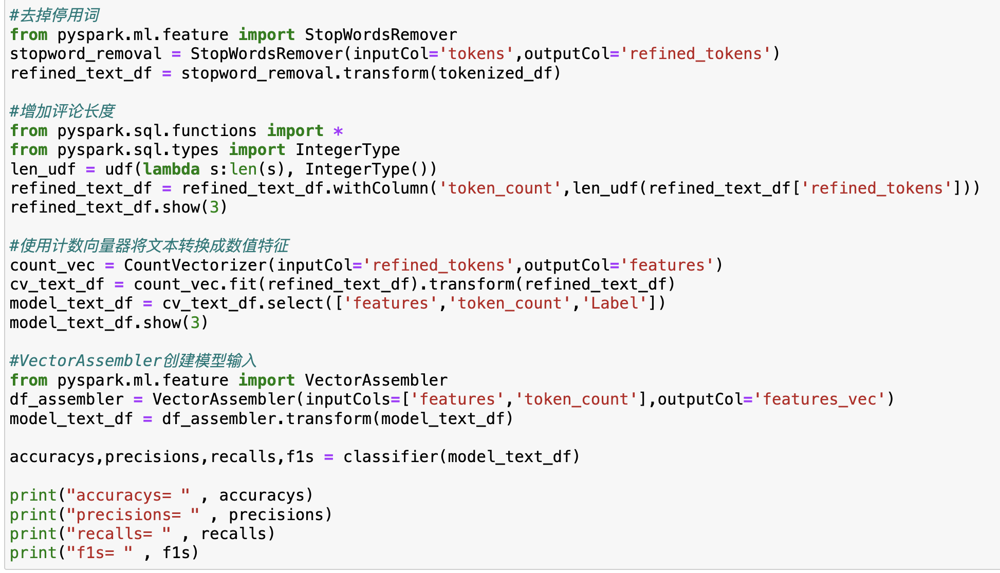 #去掉停用词
from pyspark.ml.feature import StopWordsRemover
stopword_removal = StopWordsRemover(inputCol='tokens',outputCol='refined_tokens')
refined_text_df = stopword_removal.transform(tokenized_df)
#增加评论长度
from pyspark.sql.functions import *
from pyspark.sql.types import IntegerType
len_udf = udf(lambda s:len(s), IntegerType())
refined_text_df = refined_text_df.withColumn('token_count',len_udf(refined_text_df['refined_tokens']))
refined_text_df.show(3)
#使用计数向量器将文本转换成数值特征
count_vec = CountVectorizer(inputCol='refined_tokens',outputCol='features')
cv_text_df = count_vec.fit(refined_text_df).transform(refined_text_df)
model_text_df = cv_text_df.select(['features','token_count','Label'])
model_text_df.show(3)
#VectorAssembler创建模型输入
from pyspark.ml.feature import VectorAssembler
df_assembler = VectorAssembler(inputCols=['features','token_count'],outputCol='features_vec')
model_text_df = df_assembler.transform(model_text_df)
accuracys,precisions,recalls,f1s = classifier(model_text_df)
print("accuracys= " , accuracys)
print("precisions= " , precisions)
print("recalls= " , recalls)
print("f1s= " , f1s)